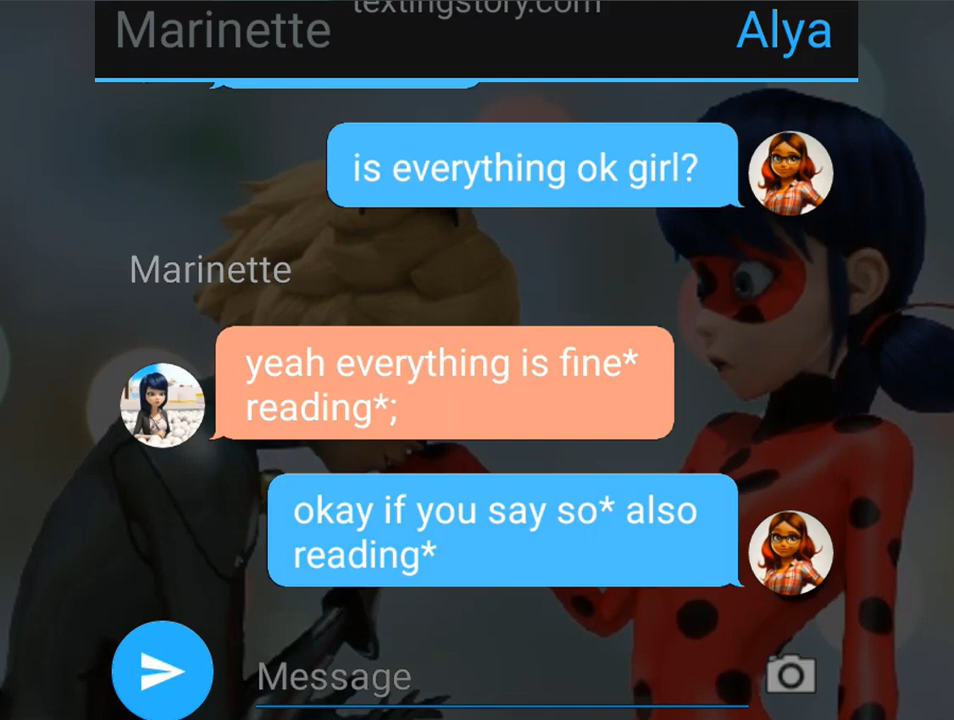 textingstory.com
Marinette
Alya
is everything ok girl?
Marinette
yeah everything is fine*
reading*;
okay if you say so* also
reading*
Message